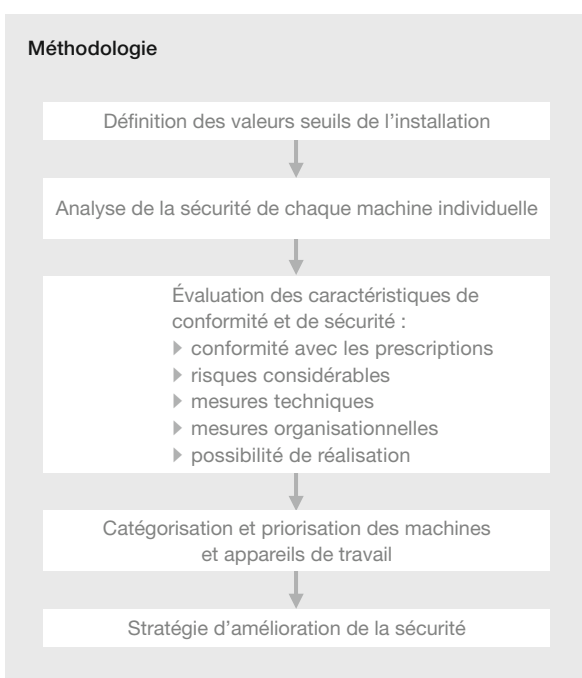 Méthodologie
Définition des valeurs seuils de l’installation
Analyse de la sécurité de chaque machine individuelle
Évaluation des caractéristiques de
conformité et de sécurité :
conformité avec les prescriptions
risques considérables
mesures techniques
mesures organisationnelles
possibilité de réalisation
Catégorisation et priorisation des machines
et appareils de travail
Stratégie d’amélioration de la sécurité